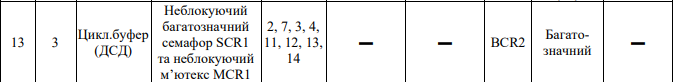 13
3
Цикл.буфер
(ДСД)
Неблокуючий
багатозначний
семафор SCR1
та неблокуючий
м'ютекс MCR1
2, 7, 3, 4,
11, 12, 13,
14
—
—
BCR2
Багато-
значний
—